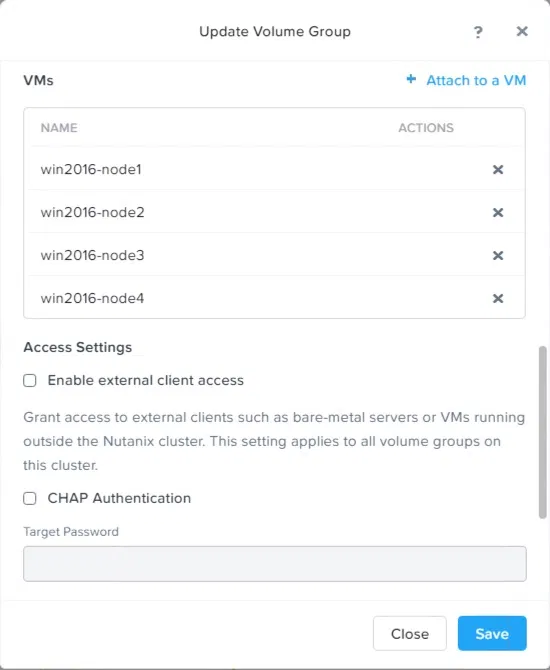 Update Volume Group ? ×
VMs + Attach to a VM
NAME ACTIONS
win2016-node1 ×
win2016-node2 ×
win2016-node3 ×
win2016-node4 ×
Access Settings
Enable external client access
Grant access to external clients such as bare-metal servers or VMs running
outside the Nutanix cluster. This setting applies to all volume groups on
this cluster.
CHAP Authentication
Target Password
Close Save